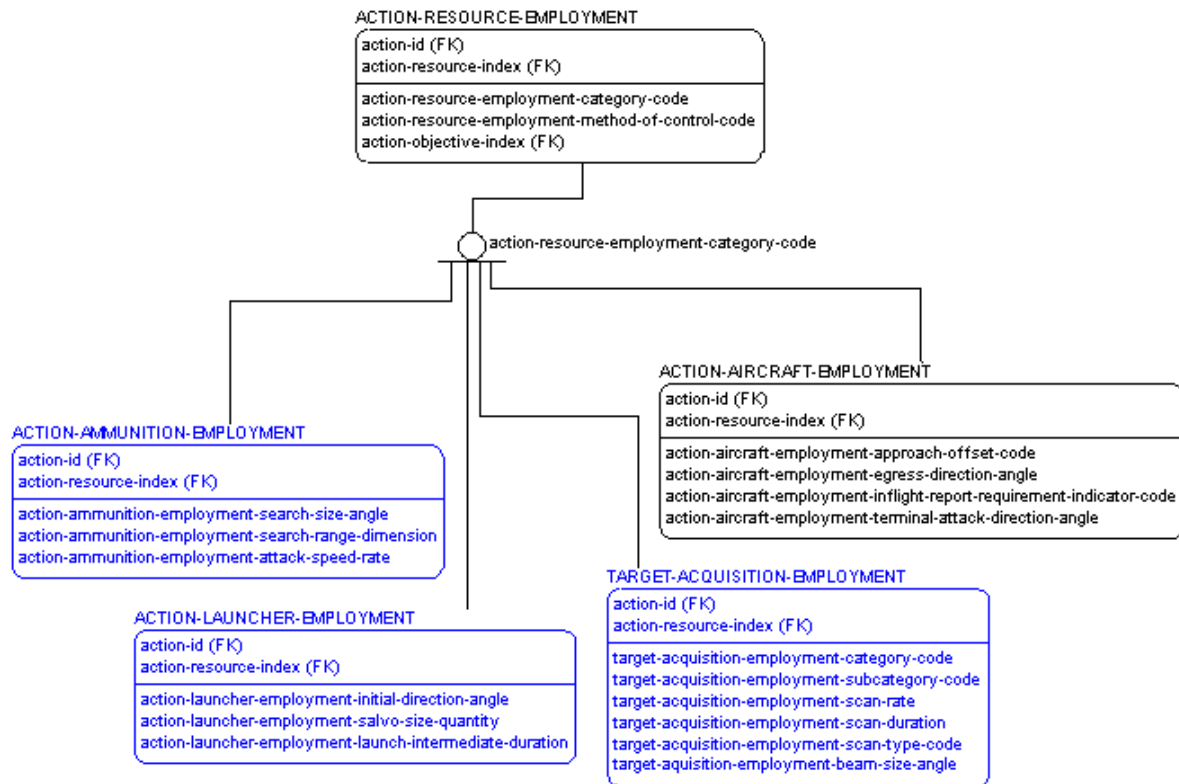 ACTION-RESOURCE-EMPLOYMENT
action-id (FK)
action-resource-index (FK)
action-resource-employment-category-code
action-resource-employment-method-of-control-code
action-objective-index (FK)
action-resource-employment-category-code
ACTION-AIRCRAFT-EMPLOYMENT
action-id (FK)
action-resource-index (FK)
action-aircraft-employment-approach-offset-code
action-aircraft-employment-egress-direction-angle
action-aircraft-employment-inflight-report-requirement-indicator-code
action-aircraft-employment-terminal-attack-direction-angle
ACTION-AMMUNITION-EMPLOYMENT
action-id (FK)
action-resource-index (FK)
action-ammunition-employment-search-size-angle
action-ammunition-employment-search-range-dimension
action-ammunition-employment-attack-speed-rate
TARGET-ACQUISITION-EMPLOYMENT
action-id (FK)
action-resource-index (FK)
target-acquisition-employment-category-code
target-acquisition-employment-subcategory-code
target-acquisition-employment-scan-rate
target-acquisition-employment-scan-duration
target-acquisition-employment-scan-type-code
target-aquisition-employment-beam-size-angle
ACTION-LAUNCHER-EMPLOYMENT
action-id (FK)
action-resource-index (FK)
action-launcher-employment-initial-direction-angle
action-launcher-employment-salvo-size-quantity
action-launcher-employment-launch-intermediate-duration